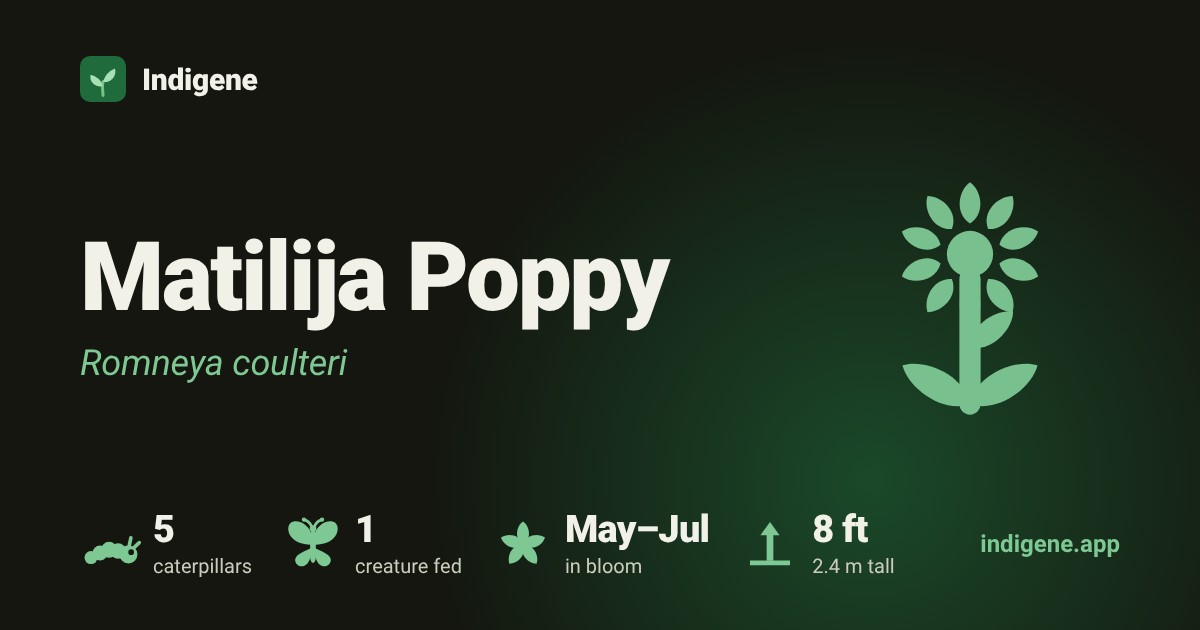 Indigene
Matilija Poppy
Romneya coulteri
5
caterpillars
1
creature fed
May–Jul
in bloom
8 ft
2.4 m tall
indigene.app